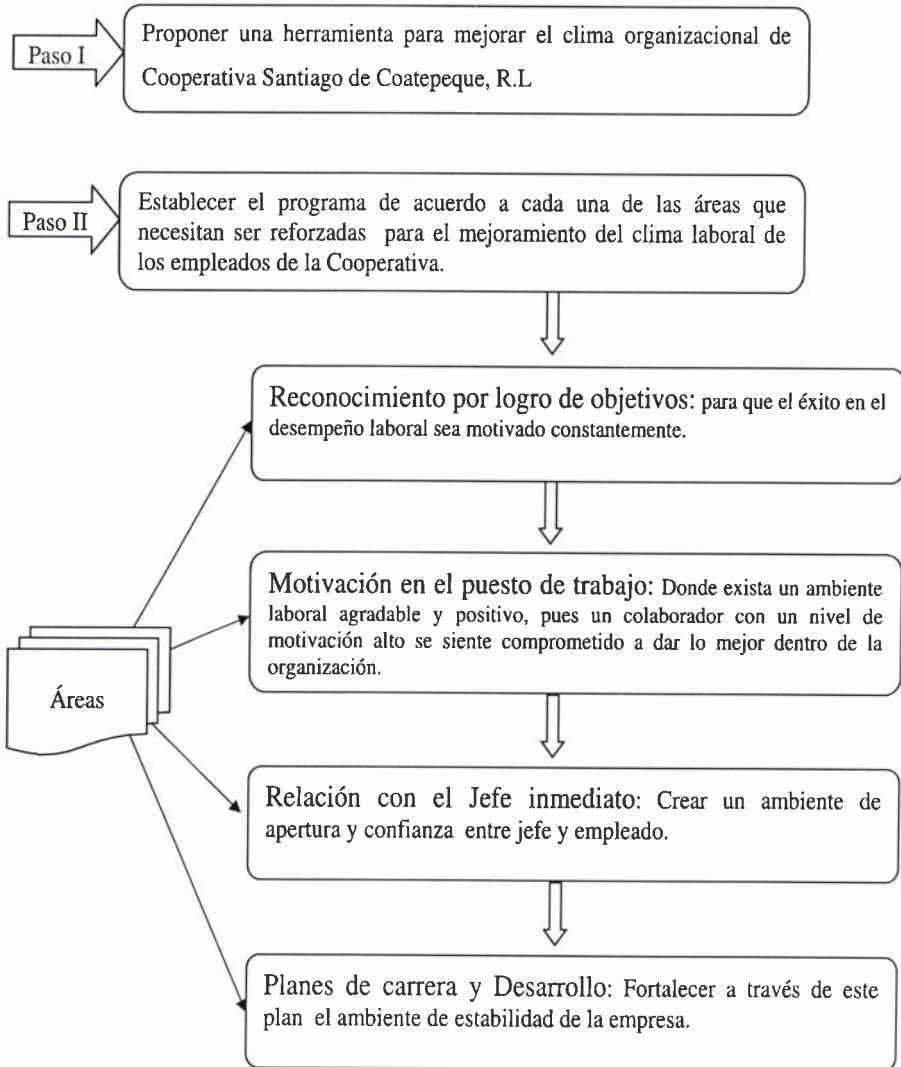 Paso I
Proponer una herramienta para mejorar el clima organizacional de
Cooperativa Santiago de Coatepeque, R.L
Paso II
Establecer el programa de acuerdo a cada una de las áreas que
necesitan ser reforzadas para el mejoramiento del clima laboral de
los empleados de la Cooperativa.
Reconocimiento por logro de objetivos: para que el éxito en el
desempeño laboral sea motivado constantemente.
Motivación en el puesto de trabajo: Donde exista un ambiente
laboral agradable y positivo, pues un colaborador con un nivel de
motivación alto se siente comprometido a dar lo mejor dentro de la
organización.
Áreas
Relación con el Jefe inmediato: Crear un ambiente de
apertura y confianza entre jefe y empleado.
Planes de carrera y Desarrollo: Fortalecer a través de este
plan el ambiente de estabilidad de la empresa.